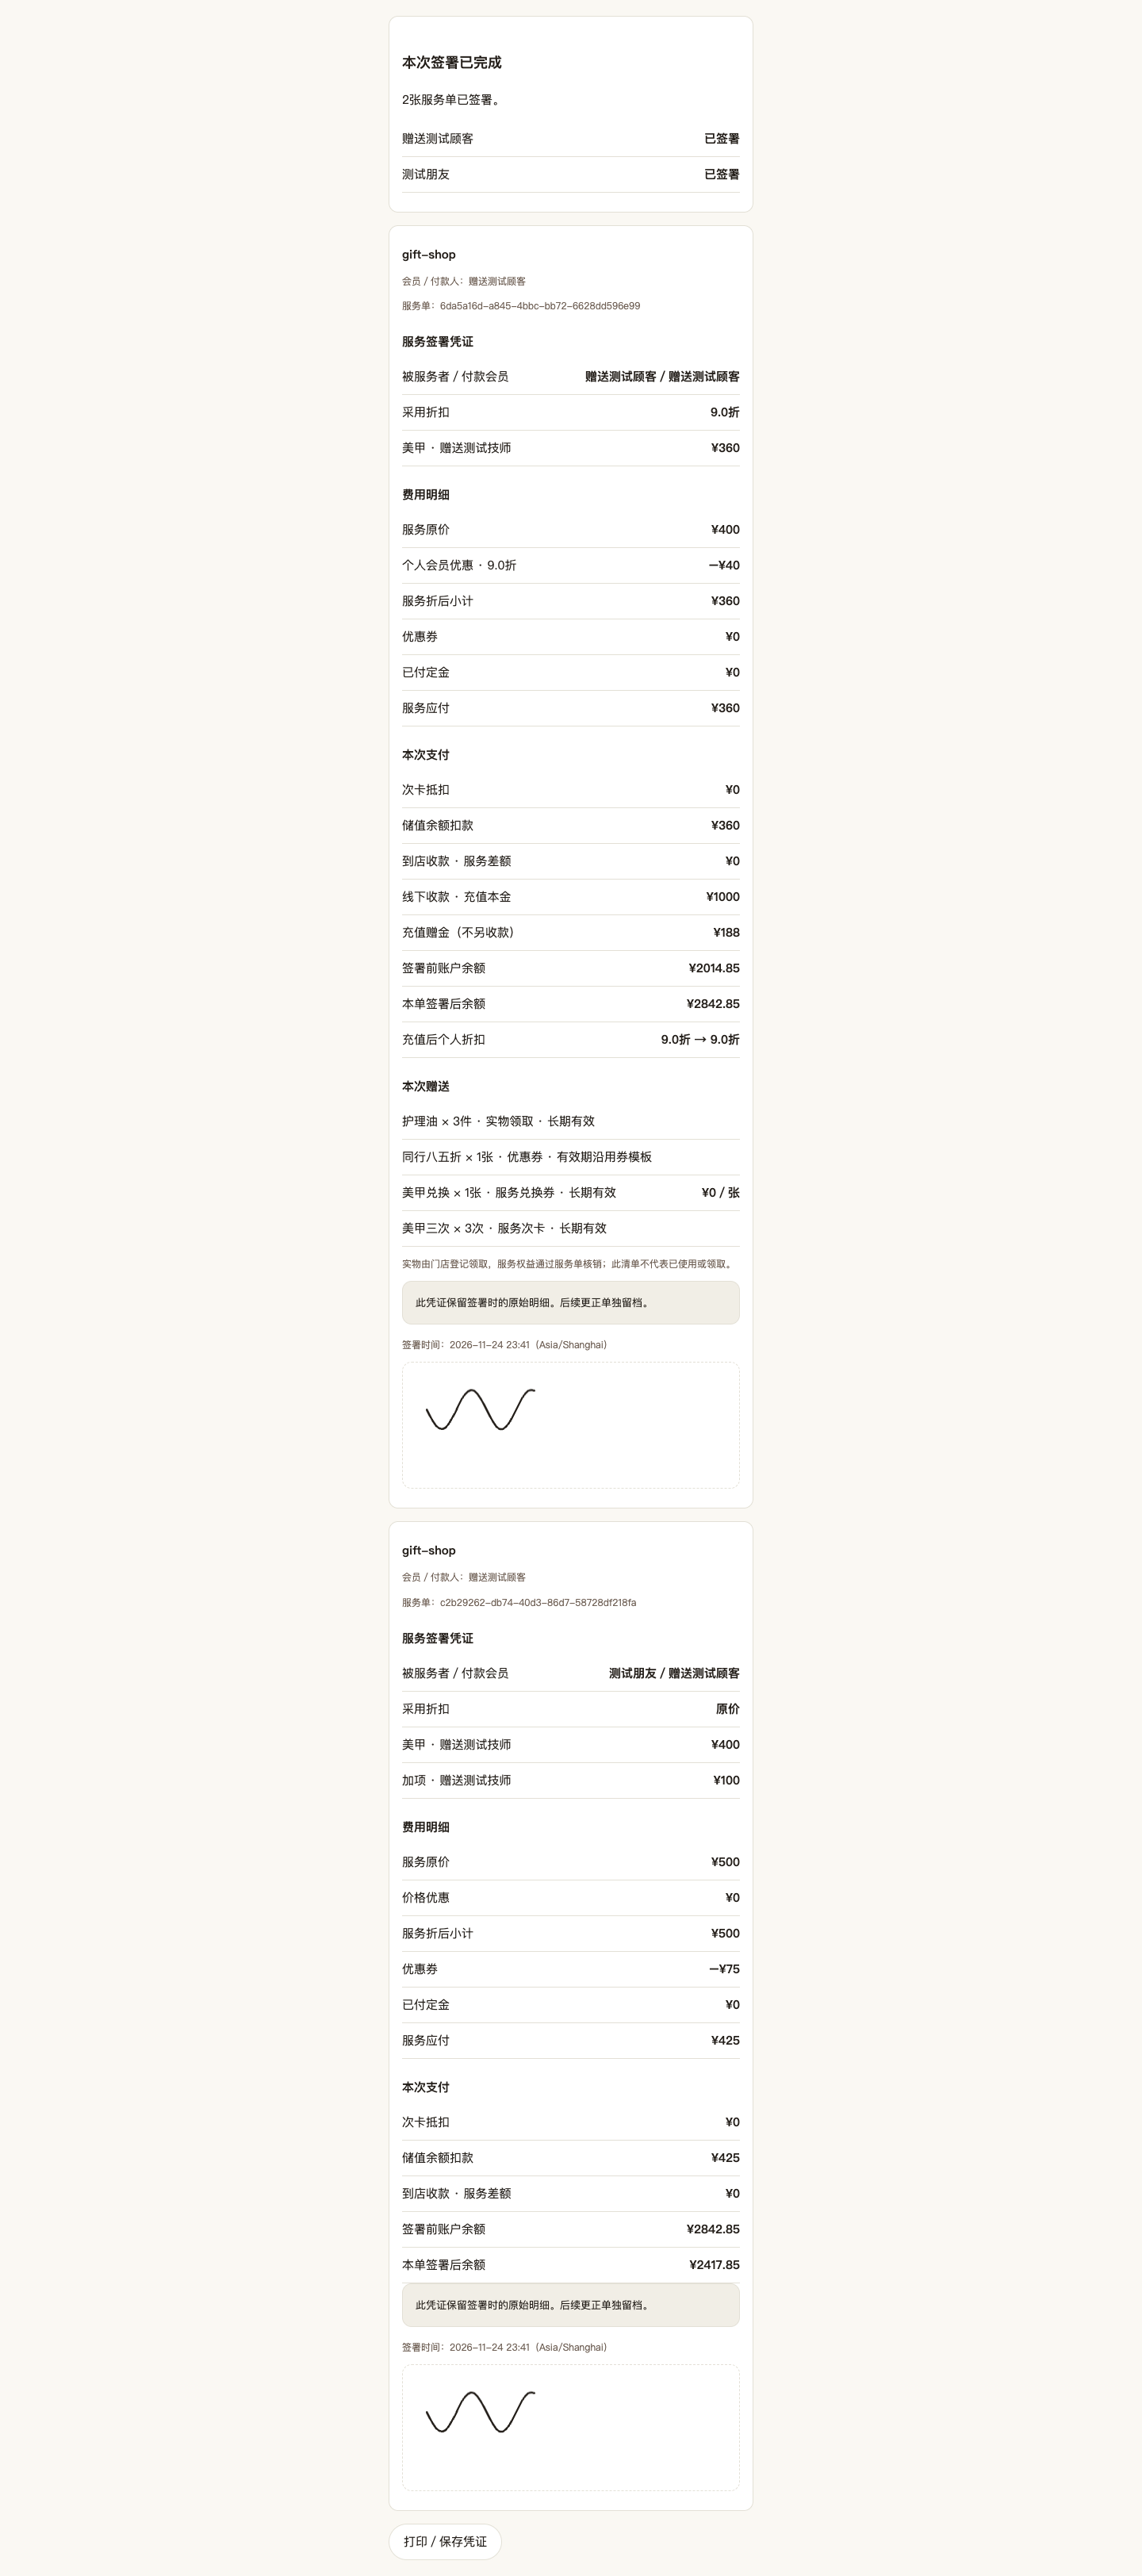 本次签署已完成
2张服务单已签署。
赠送测试顾客 已签署
测试朋友 已签署
gift-shop
会员 / 付款人：赠送测试顾客
服务单：6da5a16d-a845-4bbc-bb72-6628dd596e99
服务签署凭证
被服务者 / 付款会员 赠送测试顾客 / 赠送测试顾客
采用折扣 9.0折
美甲 · 赠送测试技师 ¥360
费用明细
服务原价 ¥400
个人会员优惠 · 9.0折 −¥40
服务折后小计 ¥360
优惠券 ¥0
已付定金 ¥0
服务应付 ¥360
本次支付
次卡抵扣 ¥0
储值余额扣款 ¥360
到店收款 · 服务差额 ¥0
线下收款 · 充值本金 ¥1000
充值赠金（不另收款） ¥188
签署前账户余额 ¥2014.85
本单签署后余额 ¥2842.85
充值后个人折扣 9.0折 → 9.0折
本次赠送
护理油 × 3件 · 实物领取 · 长期有效
同行八五折 × 1张 · 优惠券 · 有效期沿用券模板
美甲兑换 × 1张 · 服务兑换券 · 长期有效 ¥0 / 张
美甲三次 × 3次 · 服务次卡 · 长期有效
实物由门店登记领取，服务权益通过服务单核销；此清单不代表已使用或领取。
此凭证保留签署时的原始明细。后续更正单独留档。
签署时间：2026-11-24 23:41（Asia/Shanghai）
gift-shop
会员 / 付款人：赠送测试顾客
服务单：c2b29262-db74-40d3-86d7-58728df218fa
服务签署凭证
被服务者 / 付款会员 测试朋友 / 赠送测试顾客
采用折扣 原价
美甲 · 赠送测试技师 ¥400
加项 · 赠送测试技师 ¥100
费用明细
服务原价 ¥500
价格优惠 ¥0
服务折后小计 ¥500
优惠券 −¥75
已付定金 ¥0
服务应付 ¥425
本次支付
次卡抵扣 ¥0
储值余额扣款 ¥425
到店收款 · 服务差额 ¥0
签署前账户余额 ¥2842.85
本单签署后余额 ¥2417.85
此凭证保留签署时的原始明细。后续更正单独留档。
签署时间：2026-11-24 23:41（Asia/Shanghai）
打印 / 保存凭证